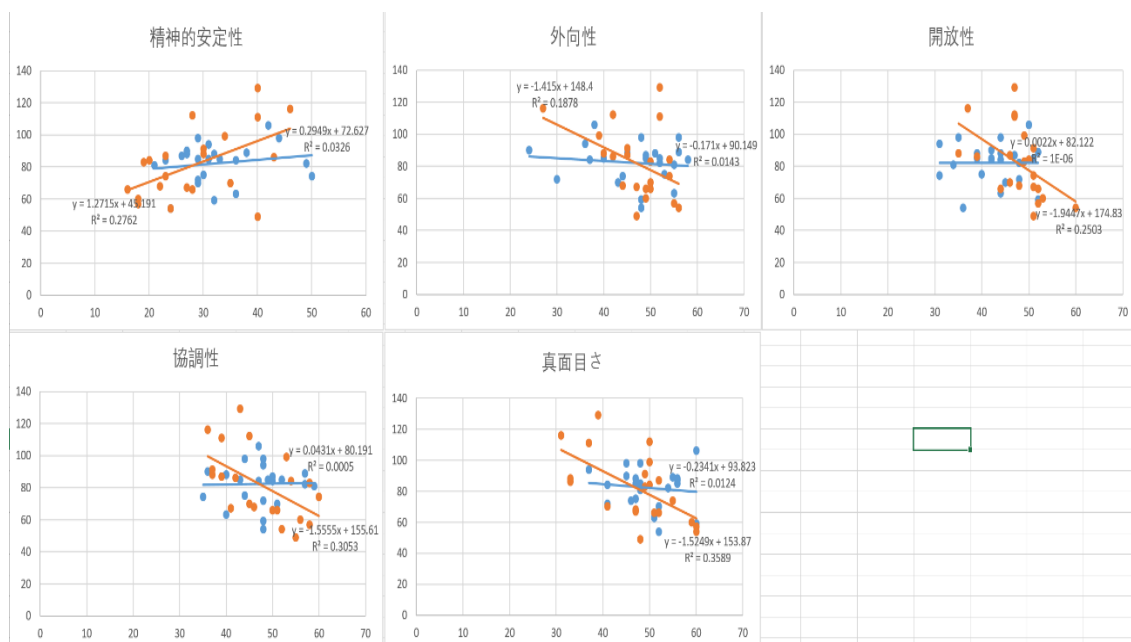 精神的安定性
140
120
100
80
60
40
20
0
0 10 20 30 40 50 60
y = 0.2949x + 72.627
R² = 0.0326
y = 1.2715x + 45.191
R² = 0.2762
外向性
140
120
100
80
60
40
20
0
0 10 20 30 40 50 60 70
y = -1.415x + 148.4
R² = 0.1878
y = -0.171x + 90.149
R² = 0.0143
開放性
140
120
100
80
60
40
20
0
0 10 20 30 40 50 60 70
y = 0.0022x + 82.122
R² = 1E-06
y = -1.9447x + 174.83
R² = 0.2503
協調性
140
120
100
80
60
40
20
0
0 10 20 30 40 50 60 70
y = 0.0431x + 80.191
R² = 0.0005
y = -1.5555x + 155.61
R² = 0.3053
真面目さ
140
120
100
80
60
40
20
0
0 10 20 30 40 50 60 70
y = -0.2341x + 93.823
R² = 0.0124
y = -1.5249x + 153.87
R² = 0.3589